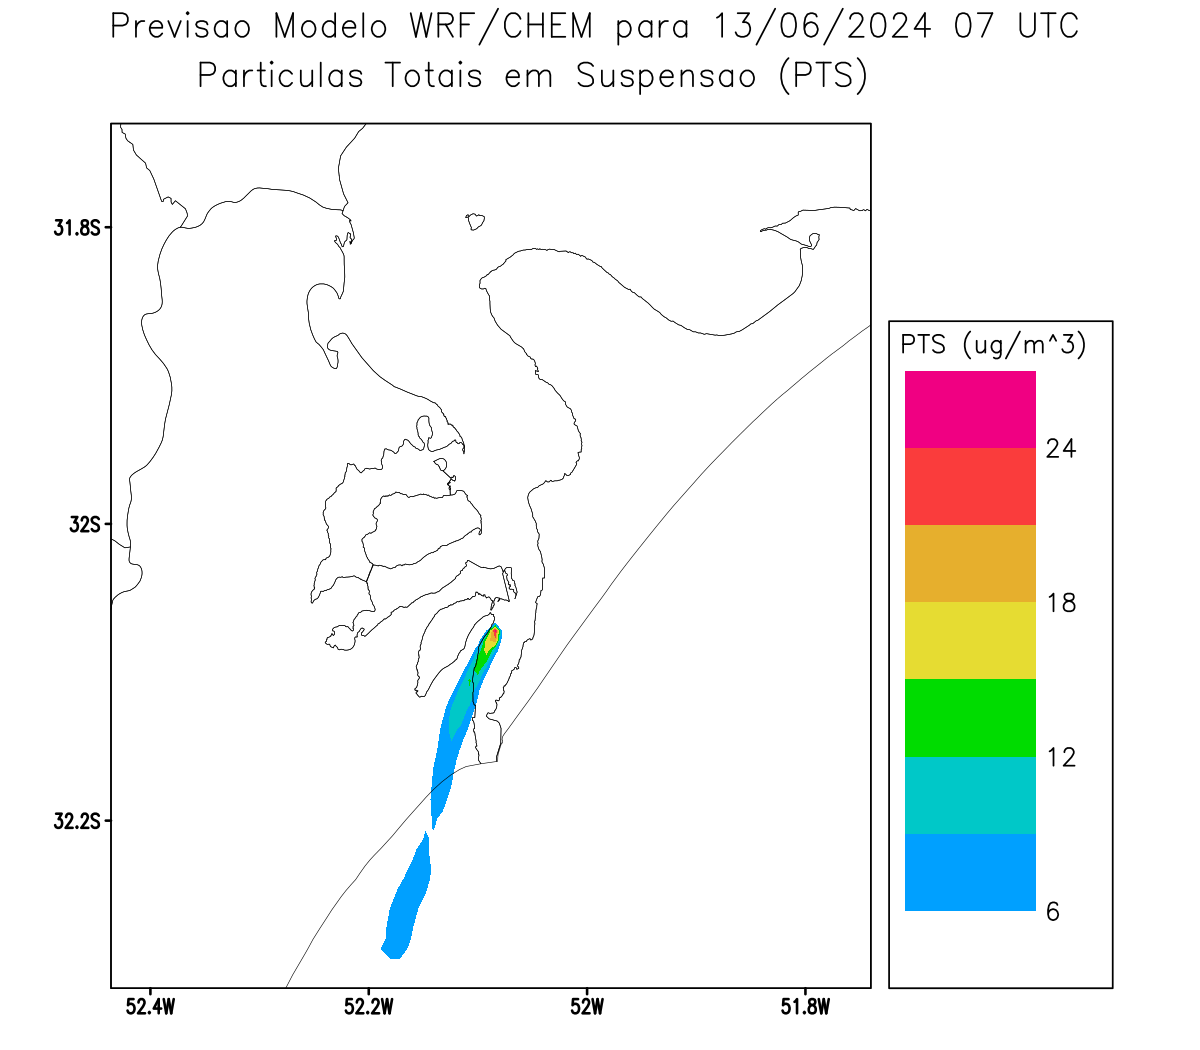 Previsao Modelo WRF/CHEM para 13/06/2024 07 UTC
Particulas Totais em Suspensao (PTS)
31.8S
32S
32.2S
52.4W
52.2W
52W
51.8W
PTS (ug/m^3)
24
18
12
6